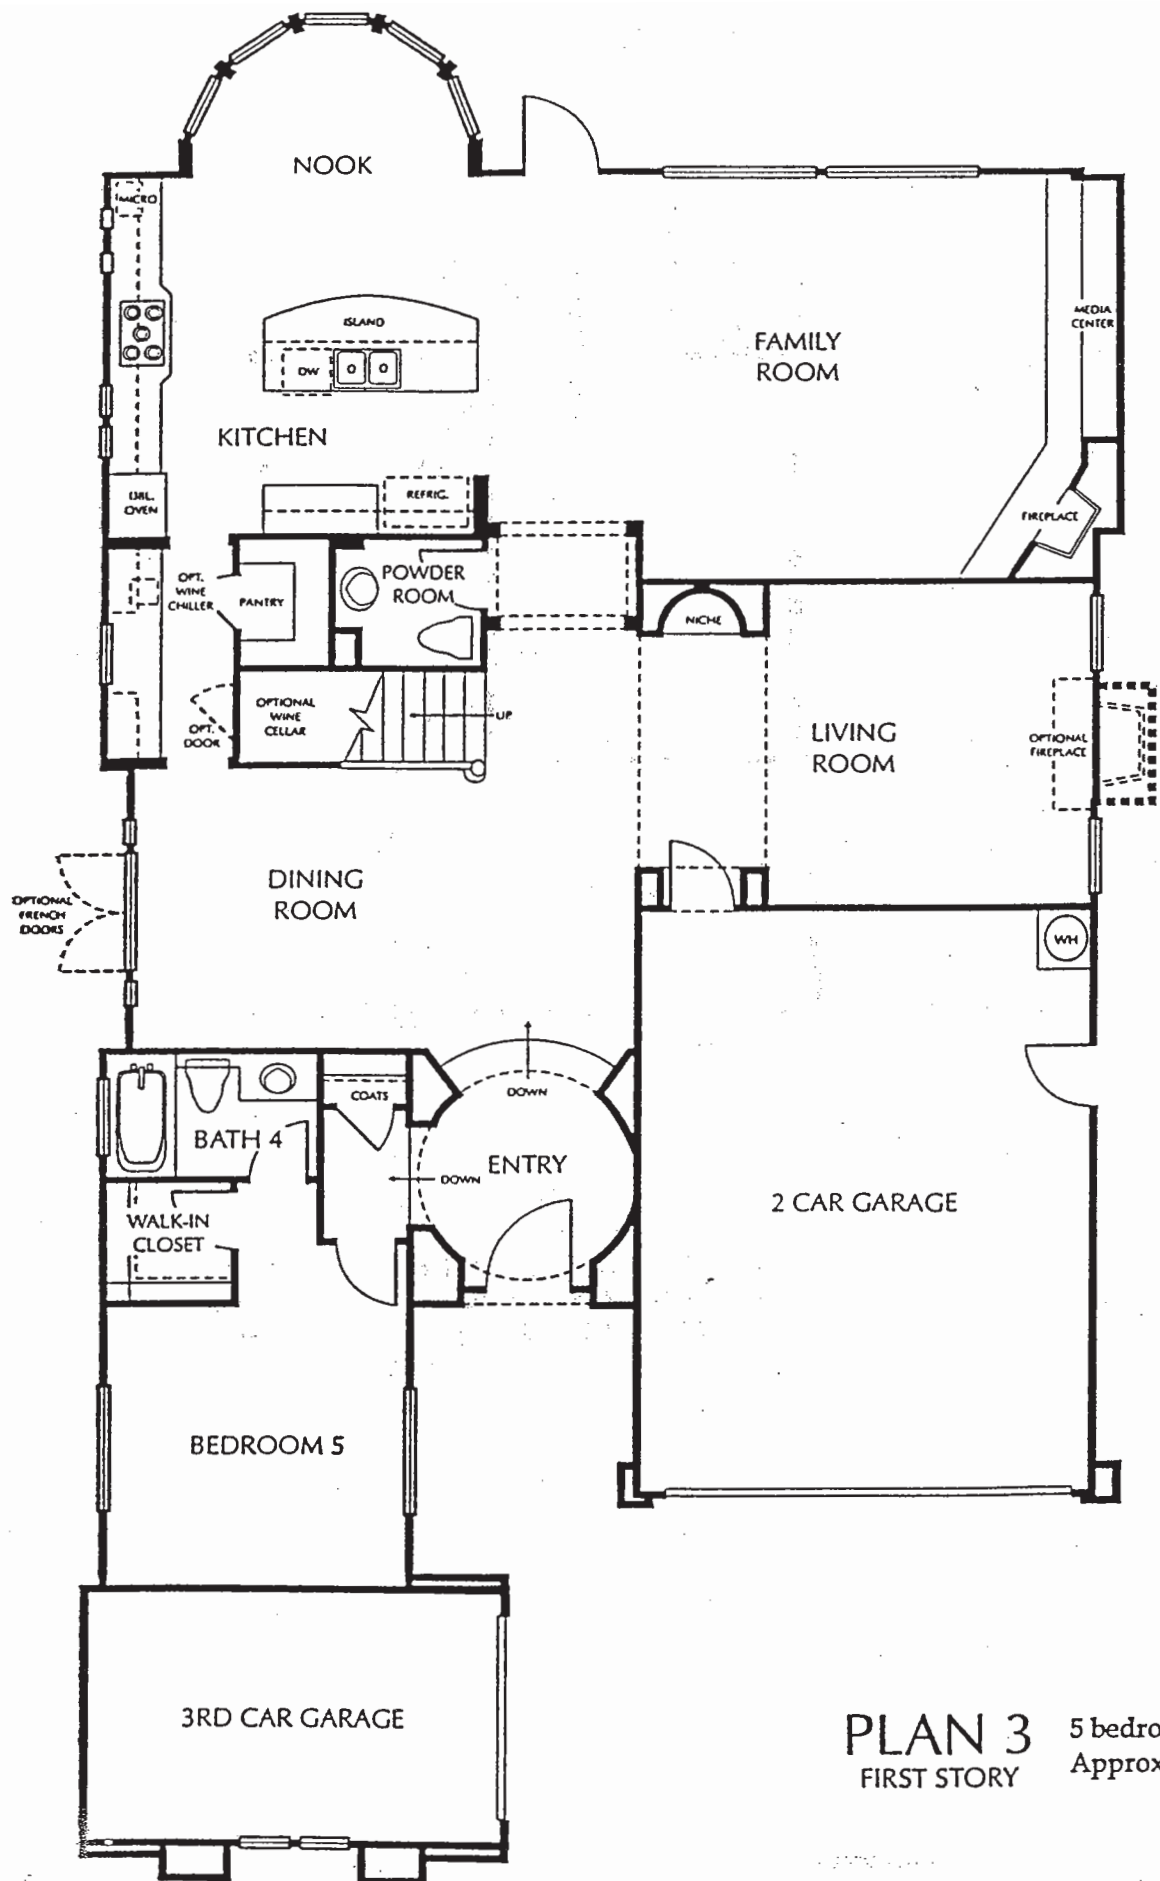 NOOK
MICRO
ISLAND
DW
FAMILY
ROOM
MEDIA
CENTER
KITCHEN
REFRIG.
DBL.
OVEN
FIREPLACE
OPT.
WINE
CHILLER
PANTRY
POWDER
ROOM
NICHE
OPTIONAL
WINE
CELLAR
UP
OPT.
DOOR
LIVING
ROOM
OPTIONAL
FIREPLACE
DINING
ROOM
OPTIONAL
FRENCH
DOORS
WH
COATS
DOWN
BATH 4
ENTRY
DOWN
WALK-IN
CLOSET
2 CAR GARAGE
BEDROOM 5
3RD CAR GARAGE
PLAN 3
FIRST STORY
5 bedro
Approx